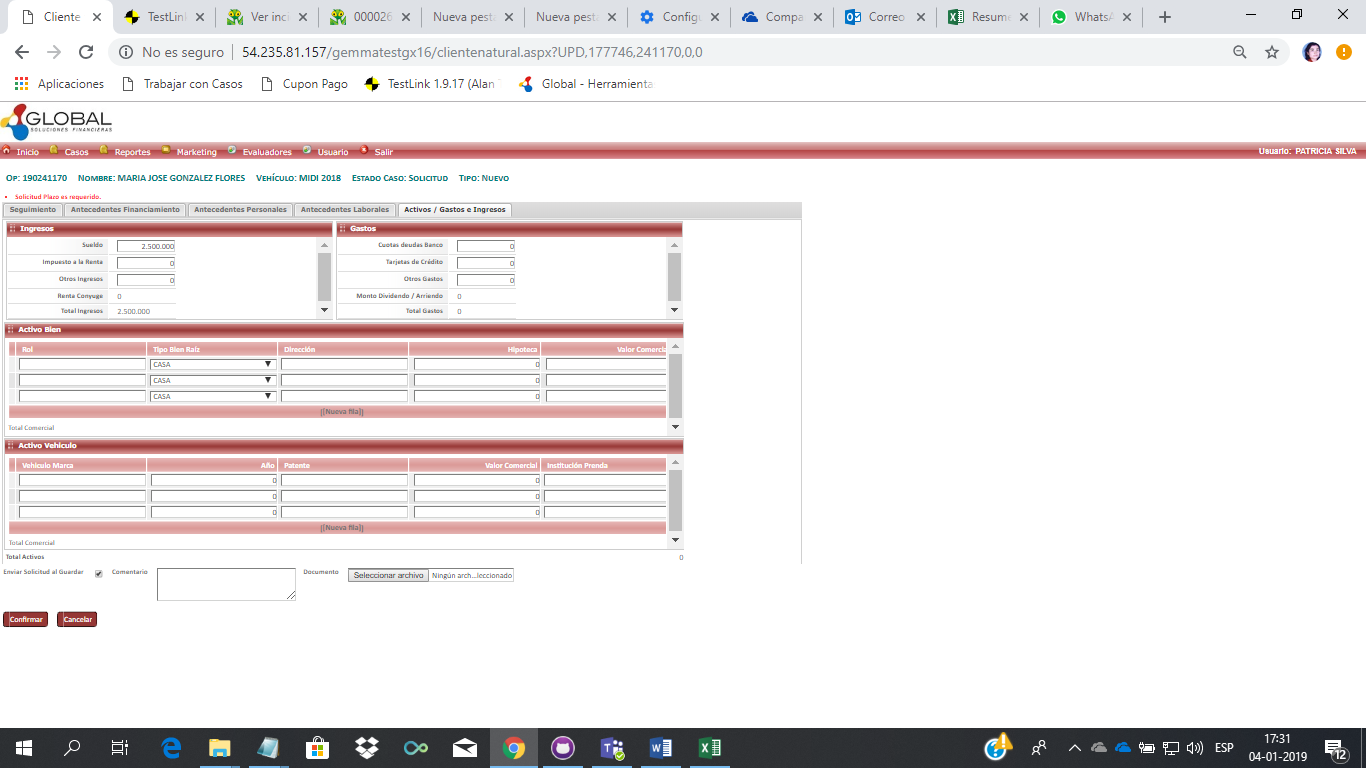 Cliente
TestLin
Ver inci
000026
Nueva pest
Nueva pest
Configu
Compa
Correo
Resume
WhatsA
No es seguro | 54.235.81.157/gemmatestgx16/clientenatural.aspx?UPD,177746,241170,0,0
Aplicaciones Trabajar con Casos Cupon Pago TestLink 1.9.17 (Alan Global - Herramienta
GLOBAL
SOLUCIONES FINANCIERAS
Inicio Casos Reportes Marketing Evaluadores Usuario Salir Usuario: PATRICIA SILVA
OP: 190241170 NOMBRE: MARIA JOSE GONZALEZ FLORES VEHÍCULO: MIDI 2018 ESTADO CASO: SOLICITUD TIPO: NUEVO
• Solicitud Plazo es requerido.
Seguimiento Antecedentes Financiamiento Antecedentes Personales Antecedentes Laborales Activos / Gastos e Ingresos
Ingresos
Sueldo 2.500.000
Impuesto a la Renta 0
Otros Ingresos 0
Renta Conyuge 0
Total Ingresos 2.500.000
Gastos
Cuotas deudas Banco 0
Tarjetas de Crédito 0
Otros Gastos 0
Monto Dividendo / Arriendo 0
Total Gastos 0
Activo Bien
Rol Tipo Bien Raíz Dirección Hipoteca Valor Comercia
CASA 0
CASA 0
CASA 0
[[Nueva fila]]
Total Comercial
Activo Vehículo
Vehiculo Marca Año Patente Valor Comercial Institución Prenda
0 0
0 0
0 0
[[Nueva fila]]
Total Comercial
Total Activos 0
Enviar Solicitud al Guardar Comentario Documento Seleccionar archivo Ningún arch...leccionado
Confirmar Cancelar
ESP
17:31
04-01-2019
12